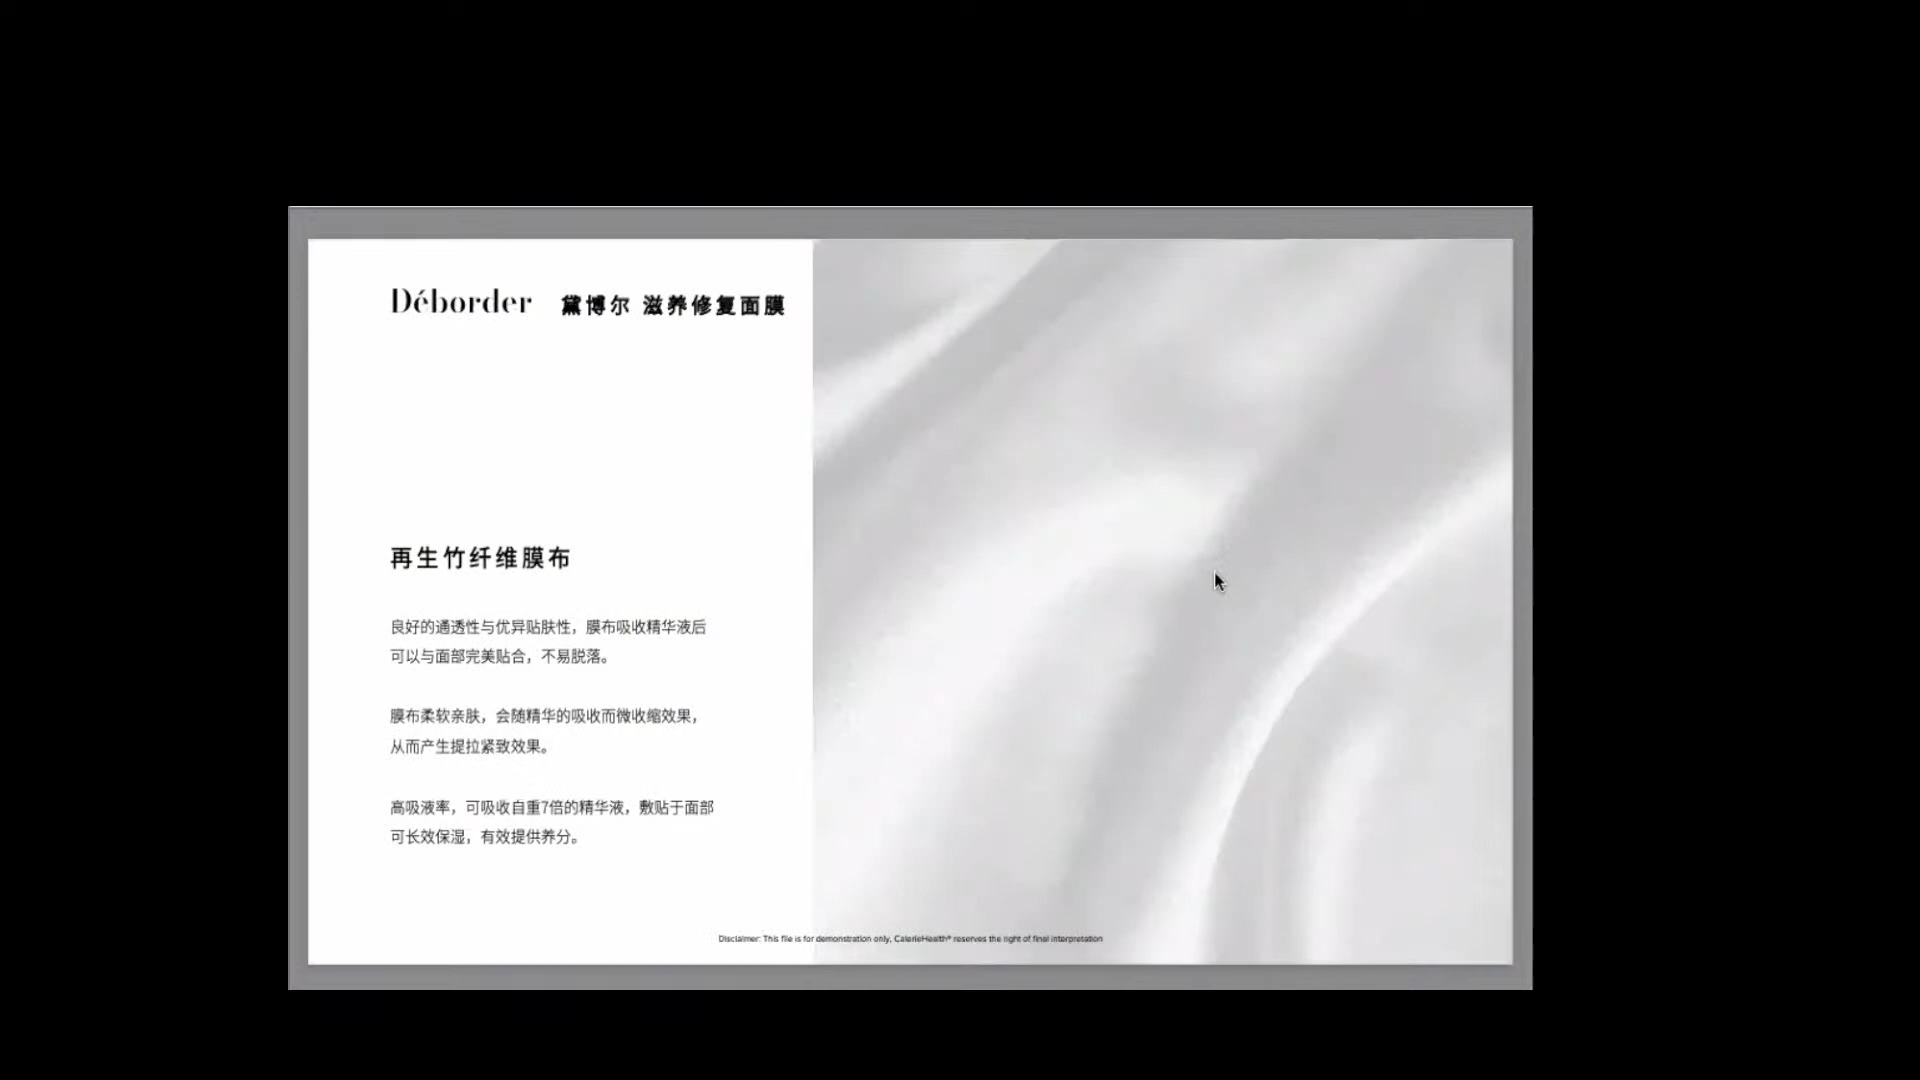 Déborder 黛博尔 滋养修复面膜
再生竹纤维膜布
良好的通透性与优异贴肤性，膜布吸收精华液后
可以与面部完美贴合，不易脱落。
膜布柔软亲肤，会随精华的吸收而微收缩效果，
从而产生提拉紧致效果。
高吸液率，可吸收自重7倍的精华液，敷贴于面部
可长效保湿，有效提供养分。
Disclaimer: This file is for demonstration only, CalerieHealth® reserves the right of final interpretation